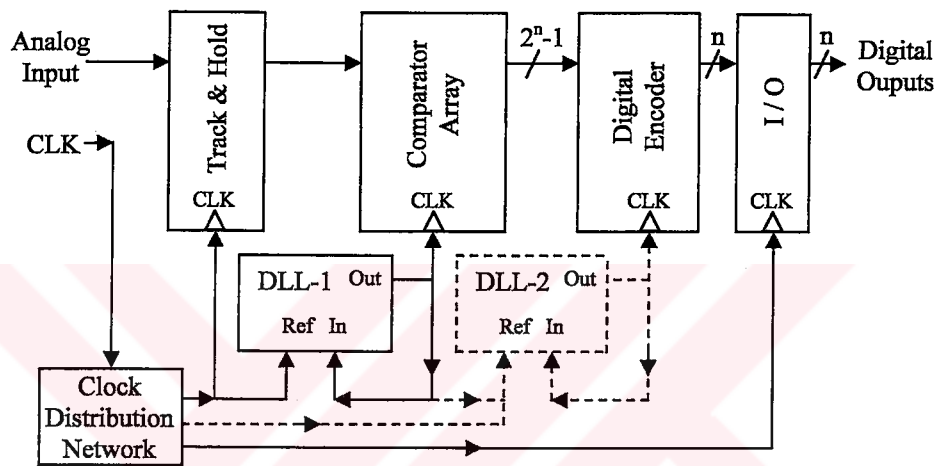 Analog
Input
CLK
Track & Hold
CLK
Comparator
Array
CLK
2ⁿ-1
Digital
Encoder
CLK
n
I / O
n
Digital
Ouputs
DLL-1
Out
Ref In
DLL-2
Out
Ref In
Clock
Distribution
Network